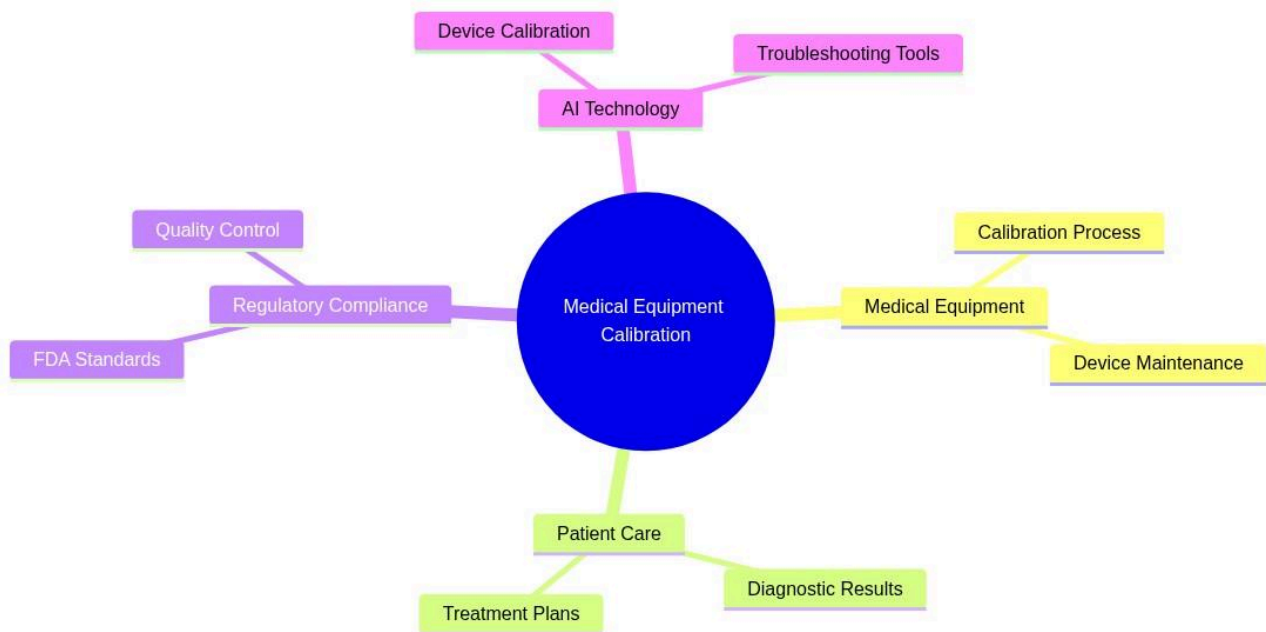 Device Calibration
Troubleshooting Tools
AI Technology
Quality Control
Calibration Process
Regulatory Compliance
Medical Equipment
Calibration
Medical Equipment
FDA Standards
Device Maintenance
Patient Care
Diagnostic Results
Treatment Plans